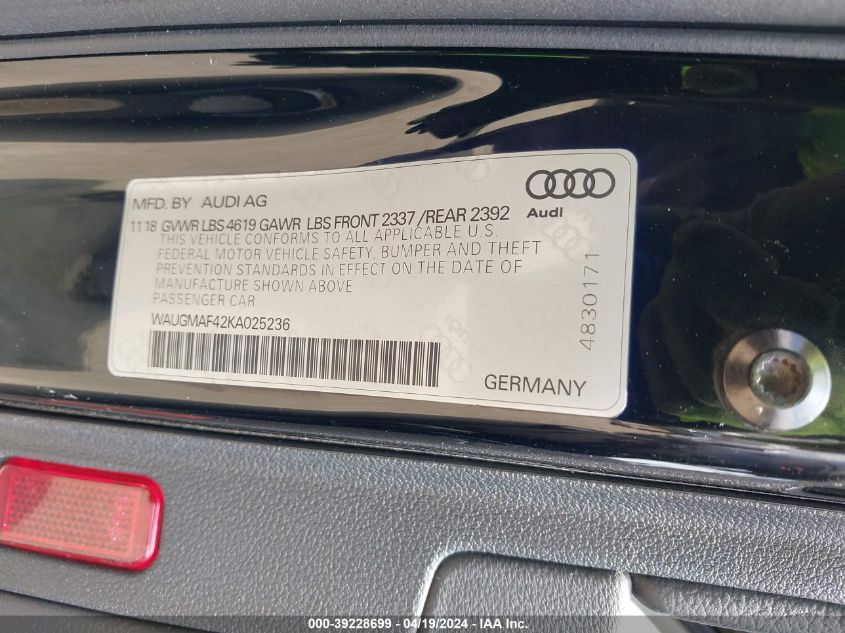 MFD. BY AUDI AG
Audi
11 18 GVWR LBS 4619 GAWR LBS FRONT 2337 /REAR 2392
THIS VEHICLE CONFORMS TO ALL APPLICABLE U S.
FEDERAL MOTOR VEHICLE SAFETY, BUMPER AND THEFT
PREVENTION STANDARDS IN EFFECT ON THE DATE OF
MANUFACTURE SHOWN ABOVE
PASSENGER CAR
WAUGMAF42KA025236
4830171
GERMANY
000-39228699 - 04/19/2024 - IAA Inc.